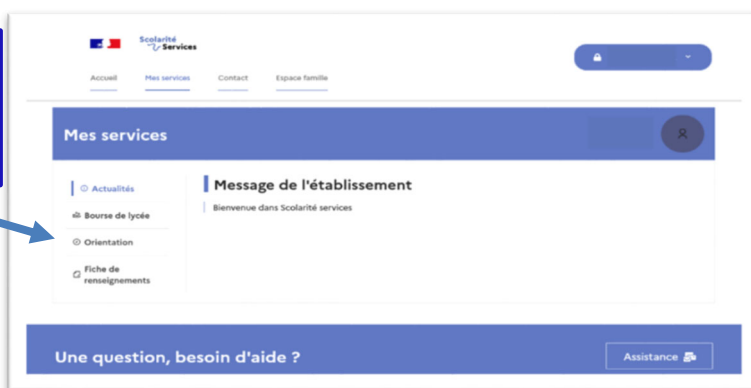 Scolarité
Services
Accueil Mes services Contact Espace famille
Mes services
Actualités
Bourse de lycée
Orientation
Fiche de
renseignements
Message de l'établissement
Bienvenue dans Scolarité services
Une question, besoin d'aide ?
Assistance